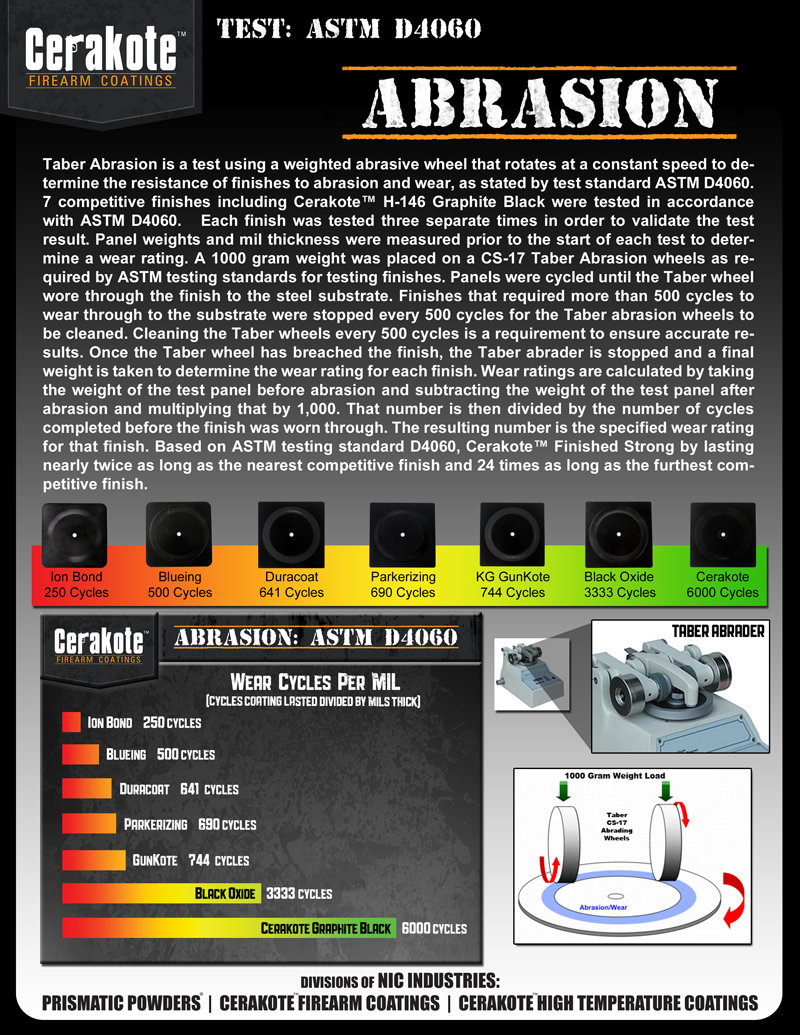 Cerakote™
FIREARM COATINGS
TEST: ASTM D4060
ABRASION
Taber Abrasion is a test using a weighted abrasive wheel that rotates at a constant speed to de-
termine the resistance of finishes to abrasion and wear, as stated by test standard ASTM D4060.
7 competitive finishes including Cerakote™ H-146 Graphite Black were tested in accordance
with ASTM D4060. Each finish was tested three separate times in order to validate the test
result. Panel weights and mil thickness were measured prior to the start of each test to deter-
mine a wear rating. A 1000 gram weight was placed on a CS-17 Taber Abrasion wheels as re-
quired by ASTM testing standards for testing finishes. Panels were cycled until the Taber wheel
wore through the finish to the steel substrate. Finishes that required more than 500 cycles to
wear through to the substrate were stopped every 500 cycles for the Taber abrasion wheels to
be cleaned. Cleaning the Taber wheels every 500 cycles is a requirement to ensure accurate re-
sults. Once the Taber wheel has breached the finish, the Taber abrader is stopped and a final
weight is taken to determine the wear rating for each finish. Wear ratings are calculated by taking
the weight of the test panel before abrasion and subtracting the weight of the test panel after
abrasion and multiplying that by 1,000. That number is then divided by the number of cycles
completed before the finish was worn through. The resulting number is the specified wear rating
for that finish. Based on ASTM testing standard D4060, Cerakote™ Finished Strong by lasting
nearly twice as long as the nearest competitive finish and 24 times as long as the furthest com-
petitive finish.
Ion Bond
250 Cycles
Blueing
500 Cycles
Duracoat
641 Cycles
Parkerizing
690 Cycles
KG GunKote
744 Cycles
Black Oxide
3333 Cycles
Cerakote
6000 Cycles
Cerakote™
FIREARM COATINGS
ABRASION: ASTM D4060
WEAR CYCLES PER MIL
(CYCLES COATING LASTED DIVIDED BY MILS THICK)
ION BOND 250 CYCLES
BLUEING 500 CYCLES
DURACOAT 641 CYCLES
PARKERIZING 690 CYCLES
GUNKOTE 744 CYCLES
BLACK OXIDE 3333 CYCLES
CERAKOTE GRAPHITE BLACK 6000 CYCLES
TABER ABRADER
1000 Gram Weight Load
Taber
CS-17
Abrading
Wheels
Abrasion/Wear
DIVISIONS OF NIC INDUSTRIES:
PRISMATIC POWDERS® | CERAKOTE™ FIREARM COATINGS | CERAKOTE™ HIGH TEMPERATURE COATINGS